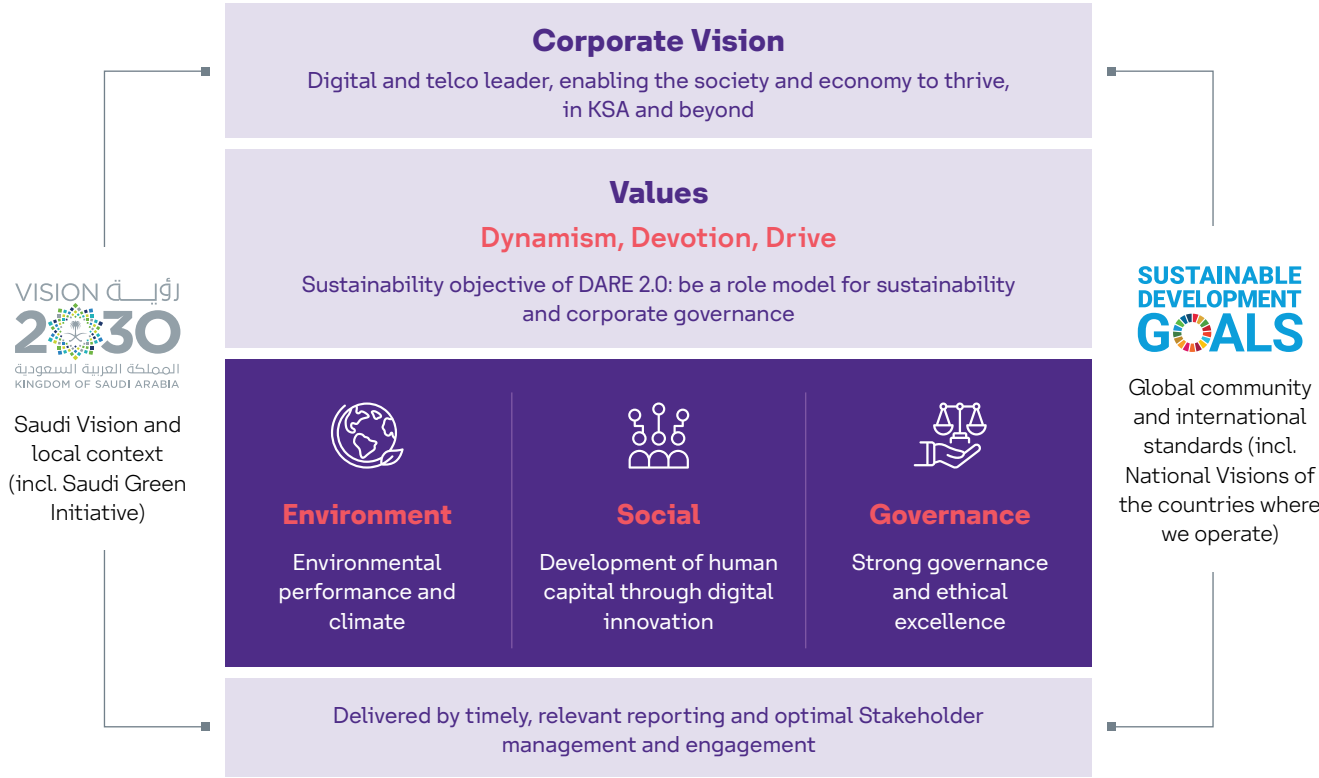 Corporate Vision
Digital and telco leader, enabling the society and economy to thrive,
in KSA and beyond
Values
Dynamism, Devotion, Drive
Sustainability objective of DARE 2.0: be a role model for sustainability
and corporate governance
VISION رؤيــة
2030
المملكة العربية السعودية
KINGDOM OF SAUDI ARABIA
Saudi Vision and
local context
(incl. Saudi Green
Initiative)
Environment
Environmental
performance and
climate
Social
Development of human
capital through digital
innovation
Governance
Strong governance
and ethical
excellence
SUSTAINABLE
DEVELOPMENT
GOALS
Global community
and international
standards (incl.
National Visions of
the countries where
we operate)
Delivered by timely, relevant reporting and optimal Stakeholder
management and engagement